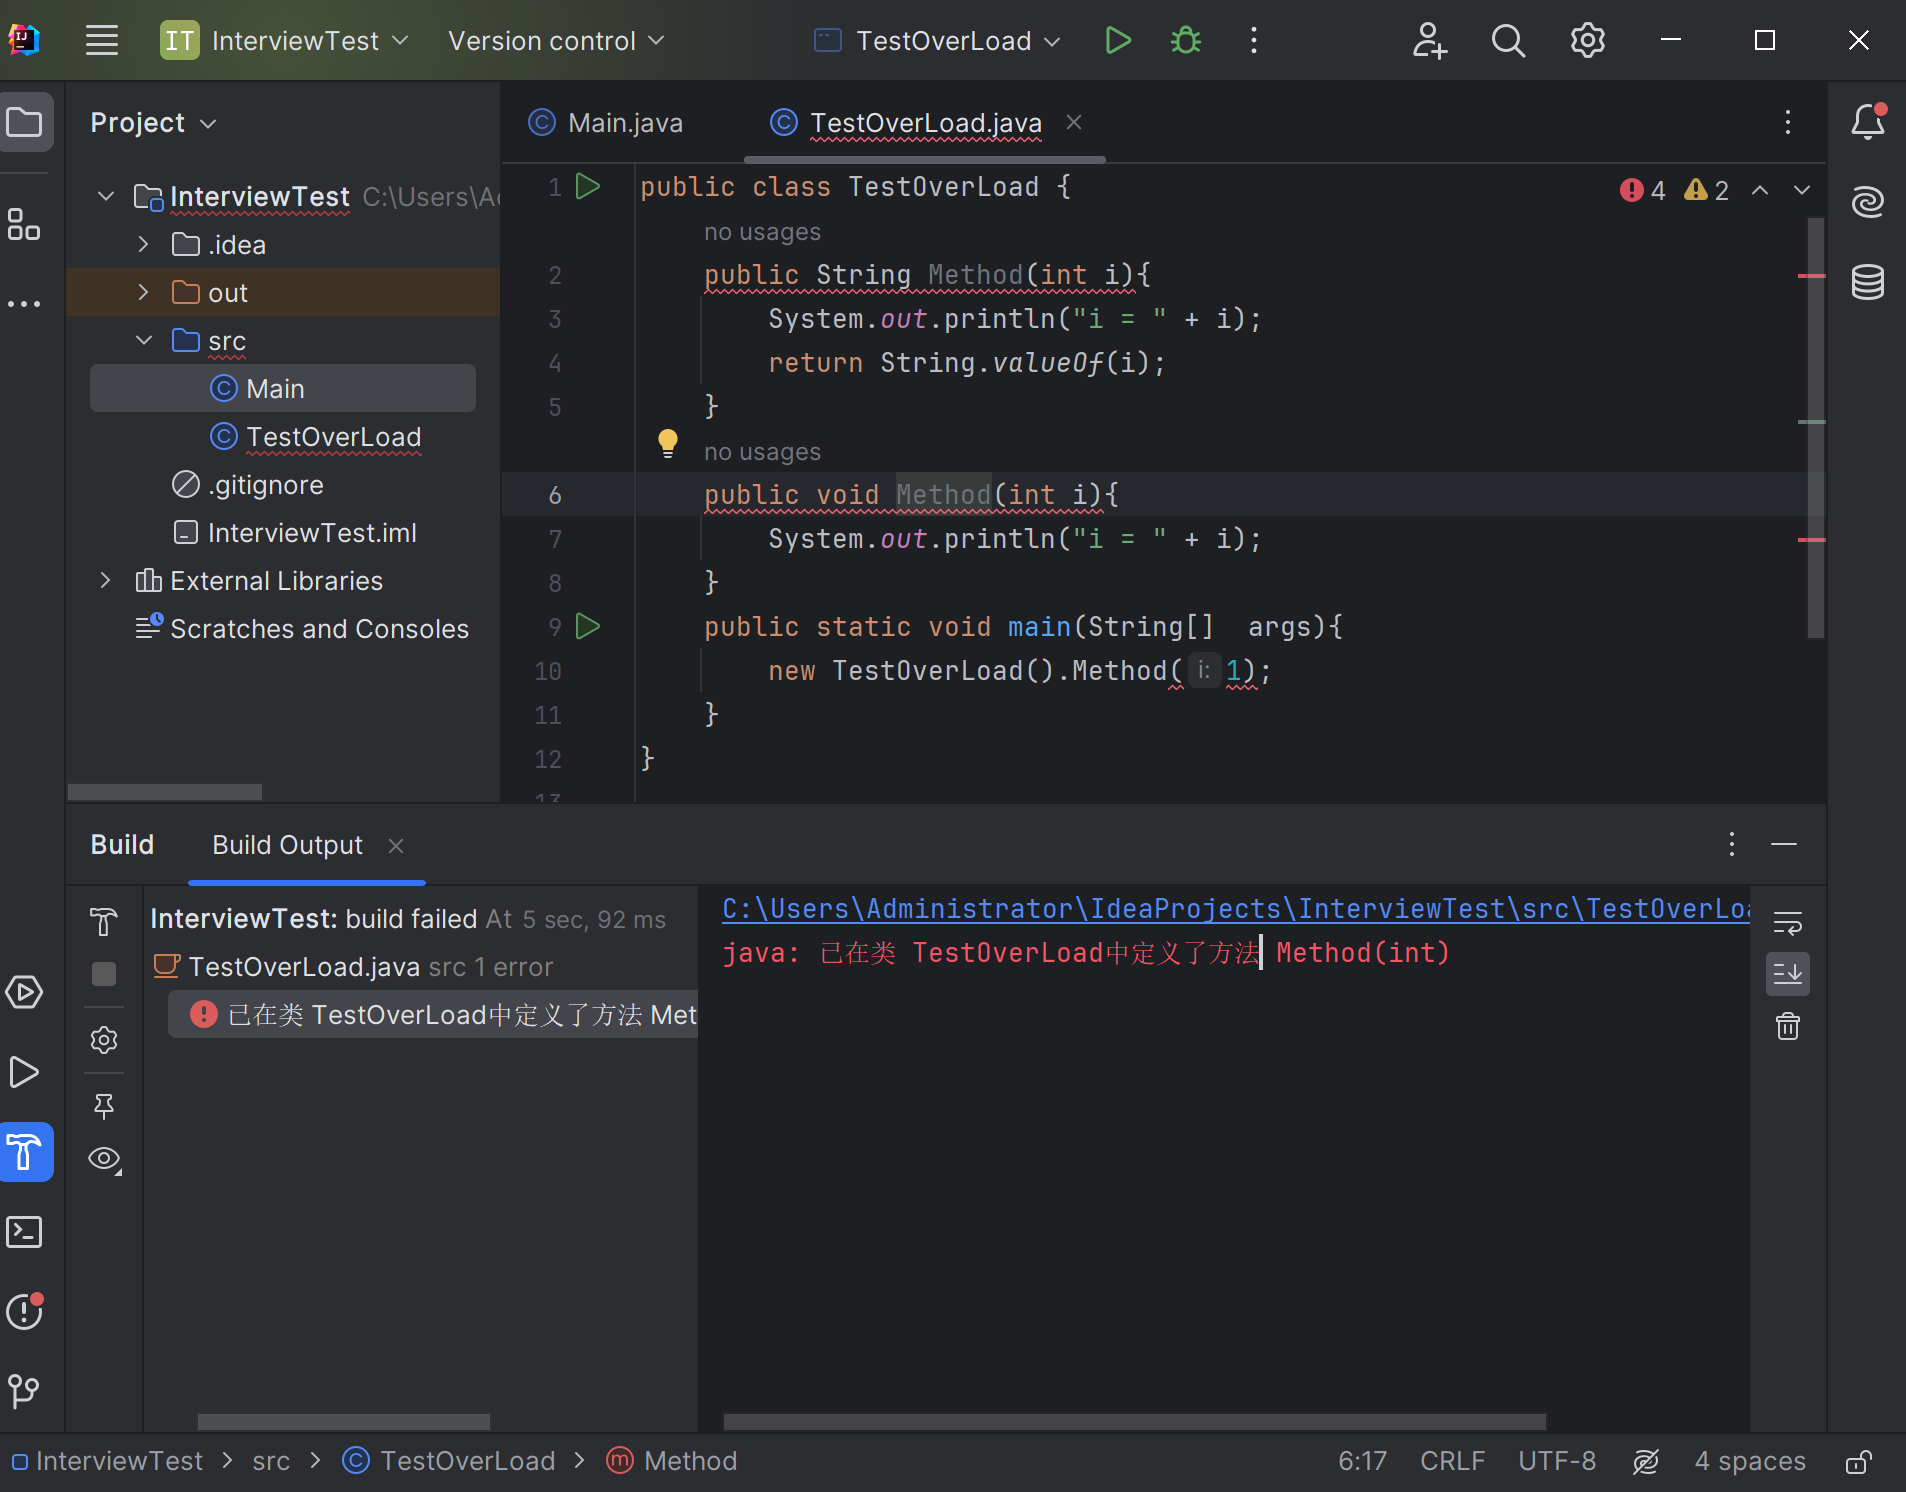 IT InterviewTest Version control TestOverLoad
Project
InterviewTest C:\Users\Ad
.idea
out
src
Main
TestOverLoad
.gitignore
InterviewTest.iml
External Libraries
Scratches and Consoles
Main.java TestOverLoad.java
4 2
1 public class TestOverLoad {
no usages
2 public String Method(int i){
3 System.out.println("i = " + i);
4 return String.valueOf(i);
5 }
no usages
6 public void Method(int i){
7 System.out.println("i = " + i);
8 }
9 public static void main(String[]  args){
10 new TestOverLoad().Method( i: 1);
11 }
12 }
13
Build Build Output
InterviewTest: build failed At 5 sec, 92 ms
TestOverLoad.java src 1 error
已在类 TestOverLoad中定义了方法 Met
C:\Users\Administrator\IdeaProjects\InterviewTest\src\TestOverLoa
java: 已在类 TestOverLoad中定义了方法 Method(int)
InterviewTest > src > TestOverLoad > Method 6:17 CRLF UTF-8 4 spaces